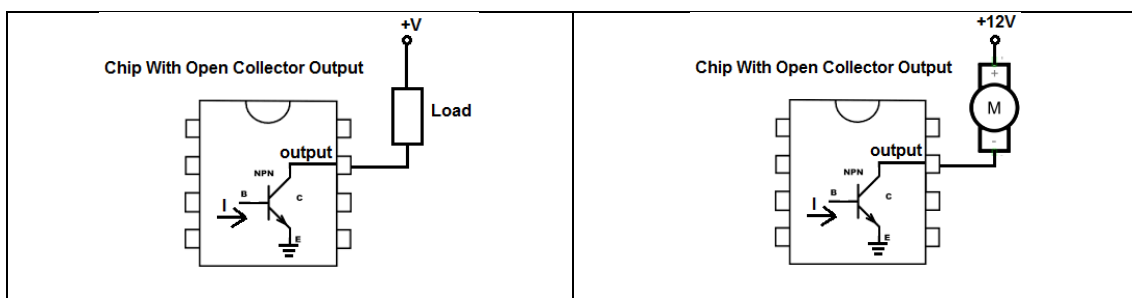 +V
Chip With Open Collector Output
Load
output
NPN
B
C
I
E
+12V
Chip With Open Collector Output
+
M
-
output
NPN
B
C
I
E